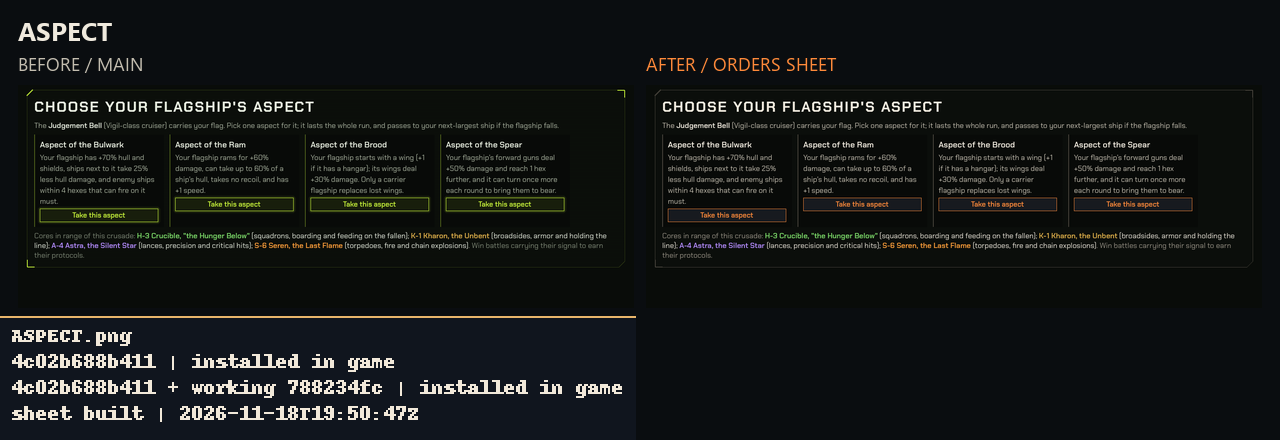 ASPECT
BEFORE / MAIN
CHOOSE YOUR FLAGSHIP'S ASPECT
The Judgement Bell [Vigil-class cruiser] carries your flag. Pick one aspect for it; it lasts the whole run, and passes to your next-largest ship if the flagship falls.
Aspect of the Bulwark
Your flagship has +70% hull and
shields, ships next to it take 25%
less hull damage, and enemy ships
within 4 hexes that can fire on it
must.
Take this aspect
Aspect of the Ram
Your flagship rams for +60%
damage, can take up to 60% of a
ship's hull, takes no recoil, and has
+1 speed.
Take this aspect
Aspect of the Brood
Your flagship starts with a wing [+1
if it has a hangar]; its wings deal
+30% damage. Only a carrier
flagship replaces lost wings.
Take this aspect
Aspect of the Spear
Your flagship's forward guns deal
+50% damage and reach 1 hex
further, and it can turn once more
each round to bring them to bear.
Take this aspect
Cores in range of this crusade: H-3 Crucible, "the Hunger Below" [squadrons, boarding and feeding on the fallen]; K-1 Kharon, the Unbent [broadsides, armor and holding the
line]; A-4 Astra, the Silent Star [lances, precision and critical hits]; S-6 Seren, the Last Flame [torpedoes, fire and chain explosions]. Win battles carrying their signal to earn
their protocols.
AFTER / ORDERS SHEET
CHOOSE YOUR FLAGSHIP'S ASPECT
The Judgement Bell [Vigil-class cruiser] carries your flag. Pick one aspect for it; it lasts the whole run, and passes to your next-largest ship if the flagship falls.
Aspect of the Bulwark
Your flagship has +70% hull and
shields, ships next to it take 25%
less hull damage, and enemy ships
within 4 hexes that can fire on it
must.
Take this aspect
Aspect of the Ram
Your flagship rams for +60%
damage, can take up to 60% of a
ship's hull, takes no recoil, and has
+1 speed.
Take this aspect
Aspect of the Brood
Your flagship starts with a wing [+1
if it has a hangar]; its wings deal
+30% damage. Only a carrier
flagship replaces lost wings.
Take this aspect
Aspect of the Spear
Your flagship's forward guns deal
+50% damage and reach 1 hex
further, and it can turn once more
each round to bring them to bear.
Take this aspect
Cores in range of this crusade: H-3 Crucible, "the Hunger Below" [squadrons, boarding and feeding on the fallen]; K-1 Kharon, the Unbent [broadsides, armor and holding the
line]; A-4 Astra, the Silent Star [lances, precision and critical hits]; S-6 Seren, the Last Flame [torpedoes, fire and chain explosions]. Win battles carrying their signal to earn
their protocols.
ASPECT.png
4c02b688b411 | installed in game
4c02b688b411 + working 788234fc | installed in game
sheet built | 2026-11-18T19:50:47Z